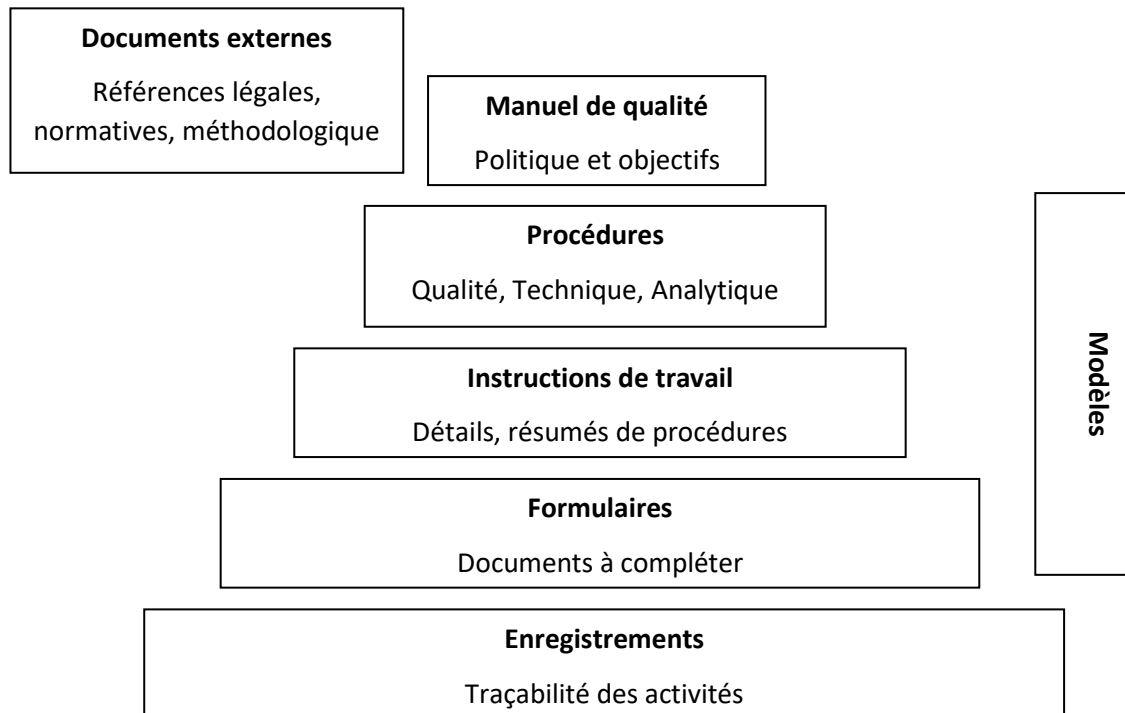 Documents externes
Références légales,
normatives, méthodologique
Manuel de qualité
Politique et objectifs
Procédures
Qualité, Technique, Analytique
Instructions de travail
Détails, résumés de procédures
Modèles
Formulaires
Documents à compléter
Enregistrements
Traçabilité des activités